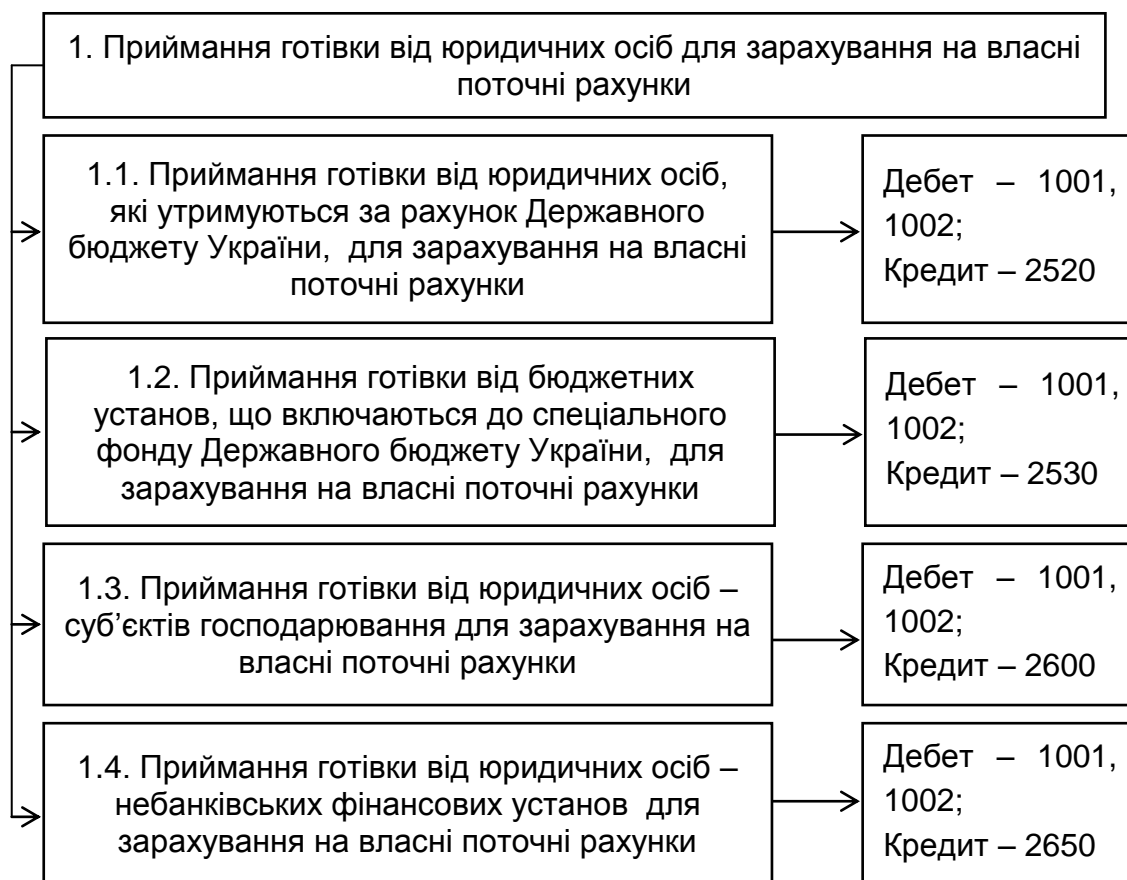 1. Приймання готівки від юридичних осіб для зарахування на власні
поточні рахунки
1.1. Приймання готівки від юридичних осіб,
які утримуються за рахунок Державного
бюджету України, для зарахування на власні
поточні рахунки
Дебет – 1001,
1002;
Кредит – 2520
1.2. Приймання готівки від бюджетних
установ, що включаються до спеціального
фонду Державного бюджету України, для
зарахування на власні поточні рахунки
Дебет – 1001,
1002;
Кредит – 2530
1.3. Приймання готівки від юридичних осіб –
суб’єктів господарювання для зарахування на
власні поточні рахунки
Дебет – 1001,
1002;
Кредит – 2600
1.4. Приймання готівки від юридичних осіб –
небанківських фінансових установ для
зарахування на власні поточні рахунки
Дебет – 1001,
1002;
Кредит – 2650